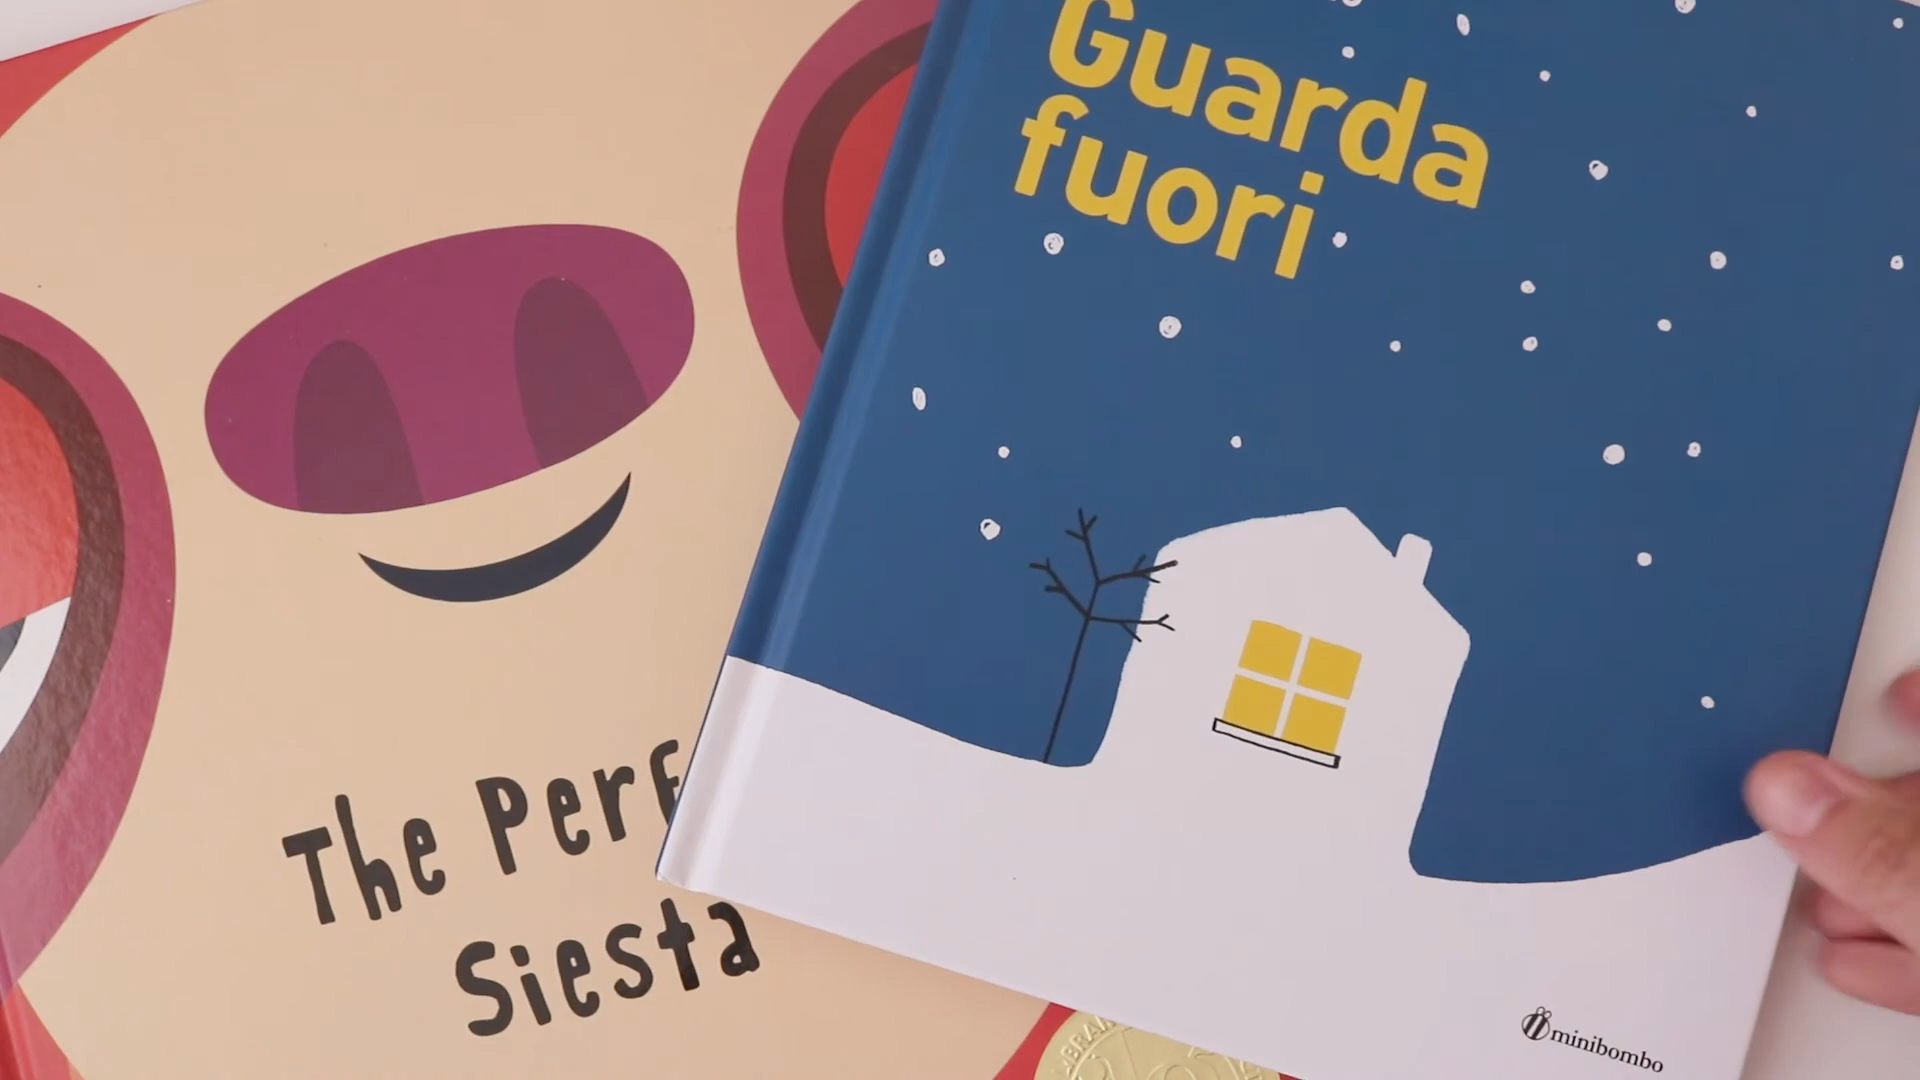 Guarda
fuori
The Perf
Siesta
minibombo